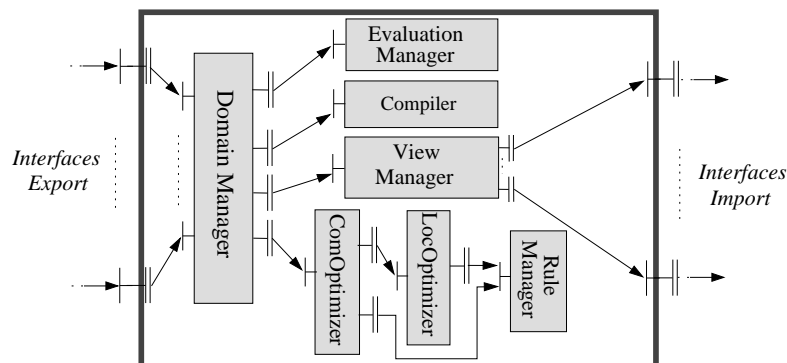 Evaluation
Manager
Compiler
View
Manager
Domain Manager
Interfaces
Export
Interfaces
Import
ComOptimizer
LocOptimizer
Rule
Manager